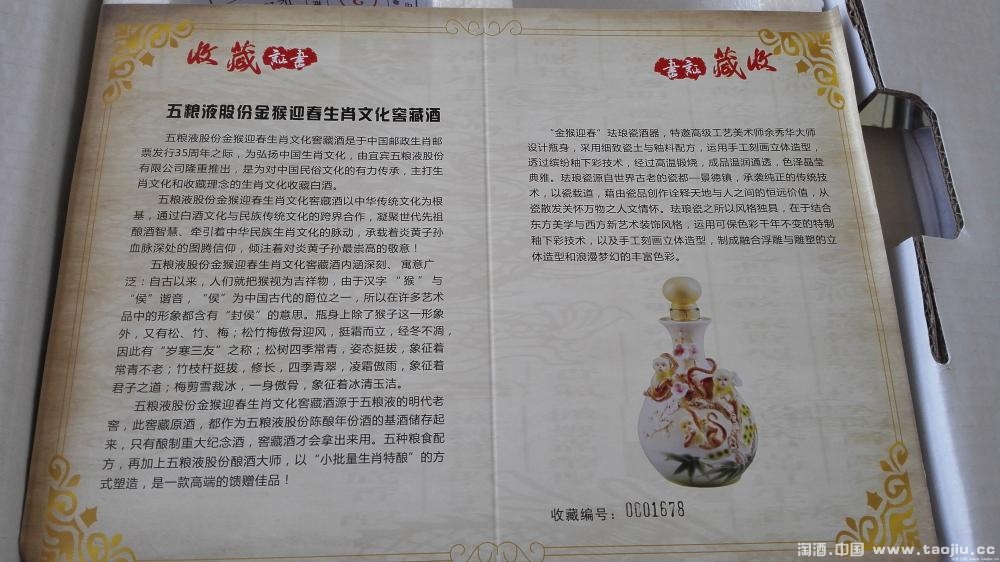 收藏证书
五粮液股份金猴迎春生肖文化窖藏酒
五粮液股份金猴迎春生肖文化窖藏酒是于中国邮政生肖邮
票发行35周年之际，为弘扬中国生肖文化，由宜宾五粮液股份
有限公司隆重推出，是为对中国民俗文化的有力传承，主打生
肖文化和收藏理念的生肖文化收藏白酒。
五粮液股份金猴迎春生肖文化窖藏酒以中华传统文化为根
基，通过白酒文化与民族传统文化的跨界合作，凝聚世代先祖
酿酒智慧、牵引着中华民族生肖文化的脉动，承载着炎黄子孙
血脉深处的图腾信仰，倾注着对炎黄子孙最崇高的敬意！
五粮液股份金猴迎春生肖文化窖藏酒内涵深刻、寓意广
泛：自古以来，人们就把猴视为吉祥物，由于汉字“猴”与
“侯”谐音，“侯”为中国古代的爵位之一，所以在许多艺术
品中的形象都含有“封侯”的意思。瓶身上除了猴子这一形象
外，又有松、竹、梅；松竹梅傲骨迎风，挺霜而立，经冬不凋，
因此有“岁寒三友”之称；松树四季常青，姿态挺拔，象征着
常青不老；竹枝杆挺拔，修长，四季青翠，凌霜傲雨，象征着
君子之道；梅剪雪裁冰，一身傲骨，象征着冰清玉洁。
五粮液股份金猴迎春生肖文化窖藏酒源于五粮液的明代老
窖，此窖藏原酒，都作为五粮液股份陈酿年份酒的基酒储存起
来，只有酿制重大纪念酒，窖藏酒才会拿出来用。五种粮食配
方，再加上五粮液股份酿酒大师，以“小批量生肖特酿”的方
式塑造，是一款高端的馈赠佳品！
書証藏收
“金猴迎春”珐琅瓷酒器，特邀高级工艺美术师余秀华大师
设计瓶身，采用细致瓷土与釉料配方，运用手工刻画立体造型，
透过缤纷釉下彩技术，经过高温锻烧，成品温润通透，色泽晶莹
典雅。珐琅瓷源自世界古老的瓷都—景德镇，承袭纯正的传统技
术，以瓷载道，藉由瓷品创作诠释天地与人之间的恒远价值，从
瓷散发关怀万物之人文情怀。珐琅瓷之所以风格独具，在于结合
东方美学与西方新艺术装饰风格，运用可保色彩千年不变的特制
釉下彩技术，以及手工刻画立体造型，制成融合浮雕与雕塑的立
体造型和浪漫梦幻的丰富色彩。
收藏编号：0001678
淘酒.中国 www.taojiu.cc